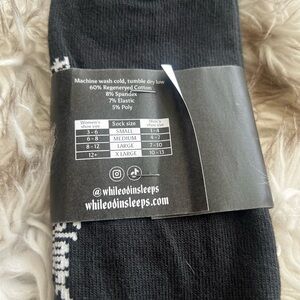 Machine wash cold, tumble dry low
60% Regeneryed Cotton
8% Spandex
7% Elastic
5% Poly
Women's shoe size Sock size Men's shoe size
3-6 SMALL 1-4
6-8 MEDIUM 4-7
8-12 LARGE 7-10
12+ X LARGE 10-13
@whileodinsleeps
whileodinsleeps.com